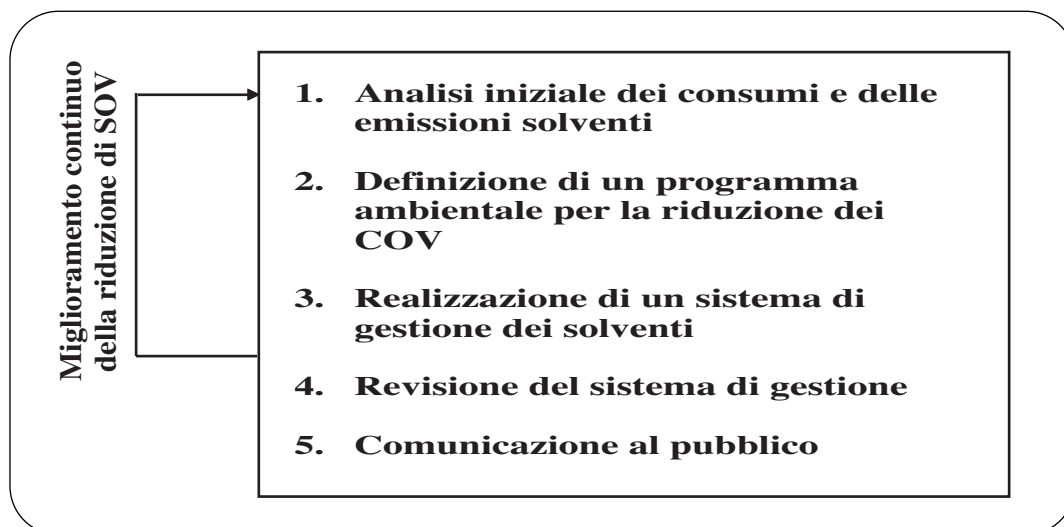 Miglioramento continuo
della riduzione di SOV
1. Analisi iniziale dei consumi e delle
emissioni solventi
2. Definizione di un programma
ambientale per la riduzione dei
COV
3. Realizzazione di un sistema di
gestione dei solventi
4. Revisione del sistema di gestione
5. Comunicazione al pubblico